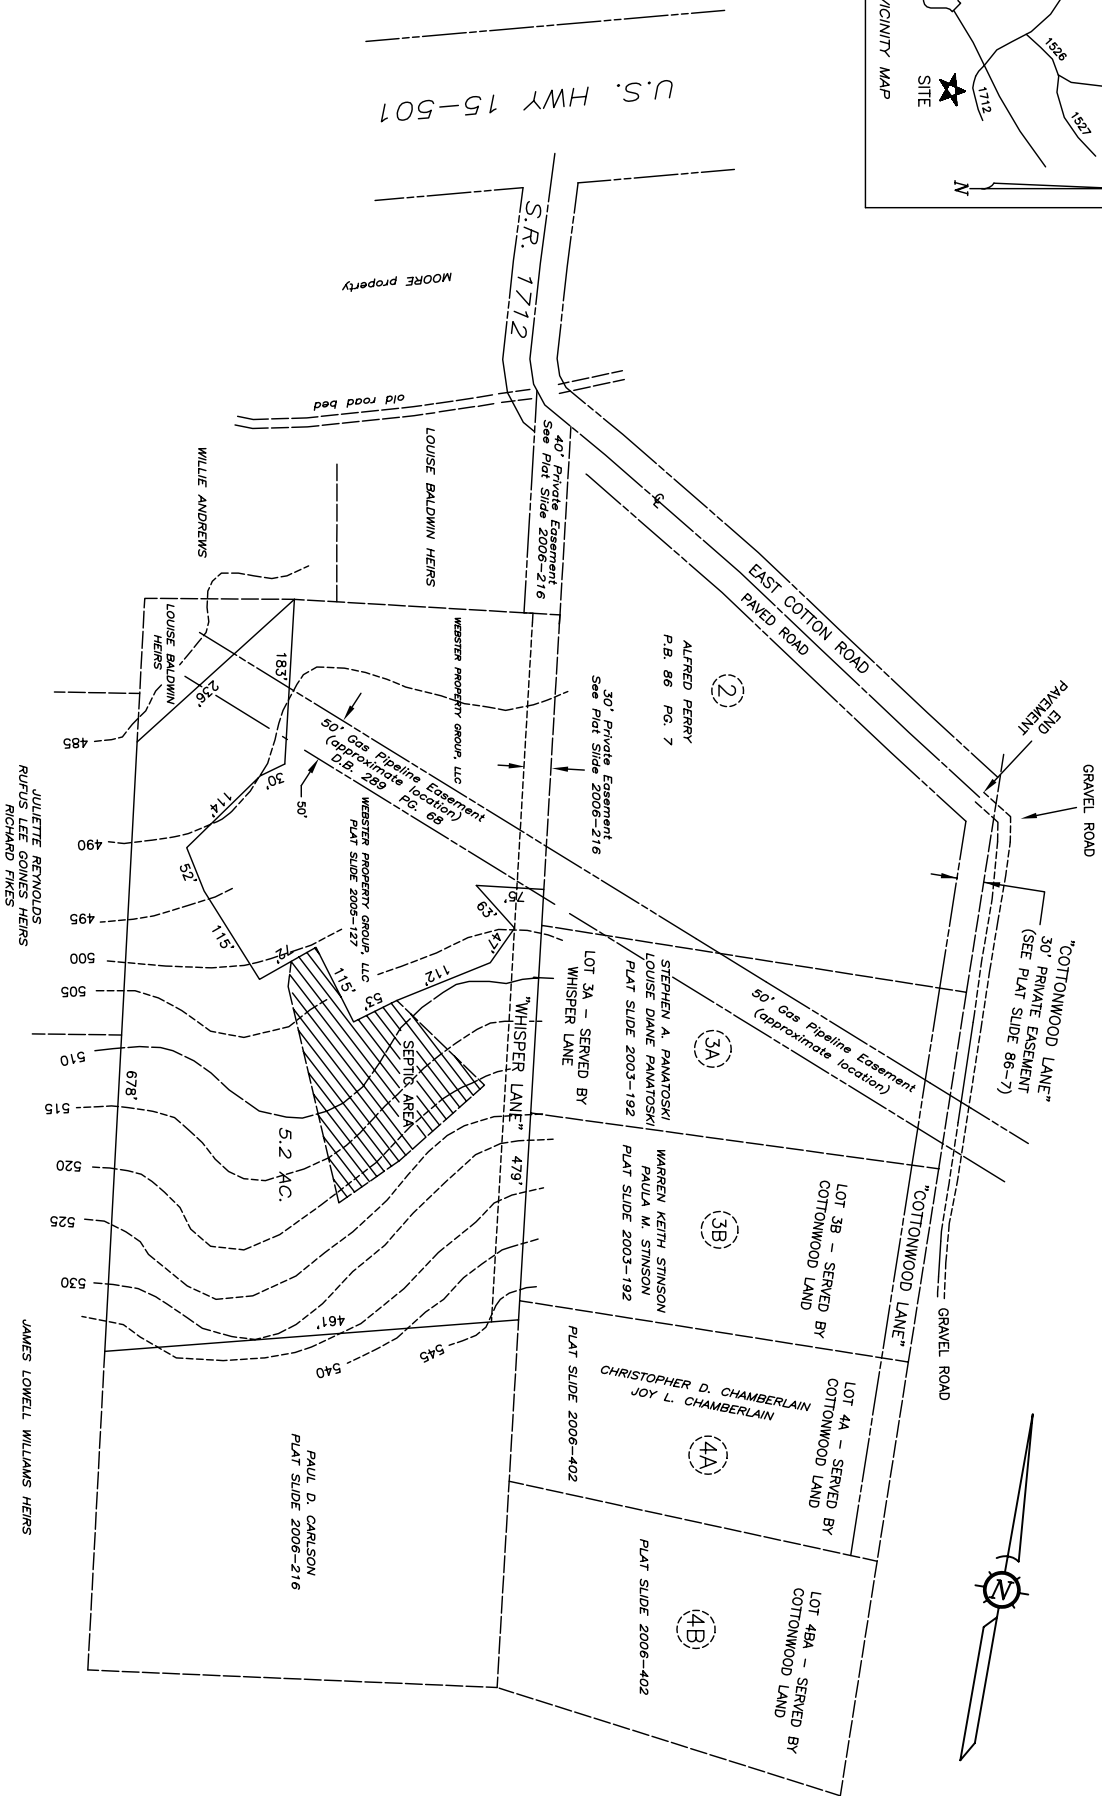 VICINITY MAP
SITE
1526
1527
1712
N
U.S. HWY 15-501
S.R. 1712
MOORE property
old road bed
40' Private Easement
See Plat Slide 2006-216
LOUISE BALDWIN HEIRS
WILLIE ANDREWS
EAST COTTON ROAD
PAVED ROAD
℄
END
PAVEMENT
GRAVEL ROAD
2
ALFRED PERRY
P.B. 86 PG. 7
30' Private Easement
See Plat Slide 2006-216
WEBSTER PROPERTY GROUP, LLC
LOUISE BALDWIN
HEIRS
50' Gas Pipeline Easement
(approximate location)
D.B. 289 PG. 68
50'
WEBSTER PROPERTY GROUP, LLC
PLAT SLIDE 2005-127
"COTTONWOOD LANE"
30' PRIVATE EASEMENT
(SEE PLAT SLIDE 86-7)
50' Gas Pipeline Easement
(approximate location)
3A
STEPHEN A. PANATOSKI
LOUISE DIANE PANATOSKI
PLAT SLIDE 2003-192
LOT 3A - SERVED BY
WHISPER LANE
"WHISPER LANE"
479'
"COTTONWOOD LANE"
GRAVEL ROAD
LOT 3B - SERVED BY
COTTONWOOD LAND
3B
WARREN KEITH STINSON
PAULA M. STINSON
PLAT SLIDE 2003-192
LOT 4A - SERVED BY
COTTONWOOD LAND
CHRISTOPHER D. CHAMBERLAIN
JOY L. CHAMBERLAIN
4A
PLAT SLIDE 2006-402
LOT 4BA - SERVED BY
COTTONWOOD LAND
4B
PLAT SLIDE 2006-402
PAUL D. CARLSON
PLAT SLIDE 2006-216
SEPTIC AREA
5.2 AC.
183'
236'
30'
114'
52'
115'
72'
115'
53'
112'
47'
63'
75'
678'
461'
485
490
495
500
505
510
515
520
525
530
540
545
JULIETTE REYNOLDS
RUFUS LEE GOINES HEIRS
RICHARD FIKES
JAMES LOWELL WILLIAMS HEIRS
N